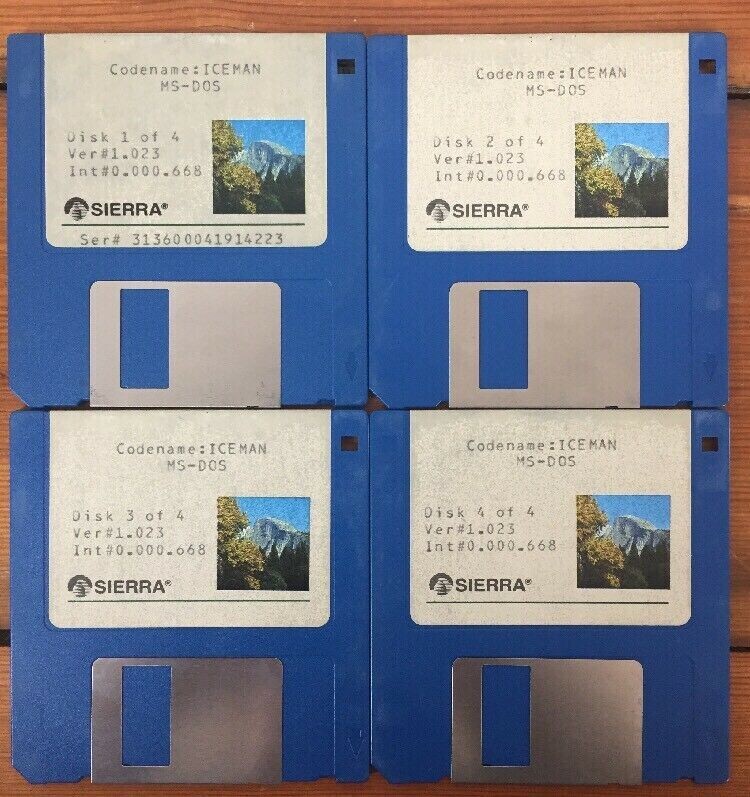 Codename:ICEMAN
MS-DOS
Disk 1 of 4
Ver#1.023
Int#0.000.668
SIERRA®
Ser# 313600041914223
Codename:ICEMAN
MS-DOS
Disk 2 of 4
Ver#1.023
Int#0.000.668
SIERRA®
Codename:ICEMAN
MS-DOS
Disk 3 of 4
Ver#1.023
Int#0.000.668
SIERRA®
Codename:ICEMAN
MS-DOS
Disk 4 of 4
Ver#1.023
Int#0.000.668
SIERRA®